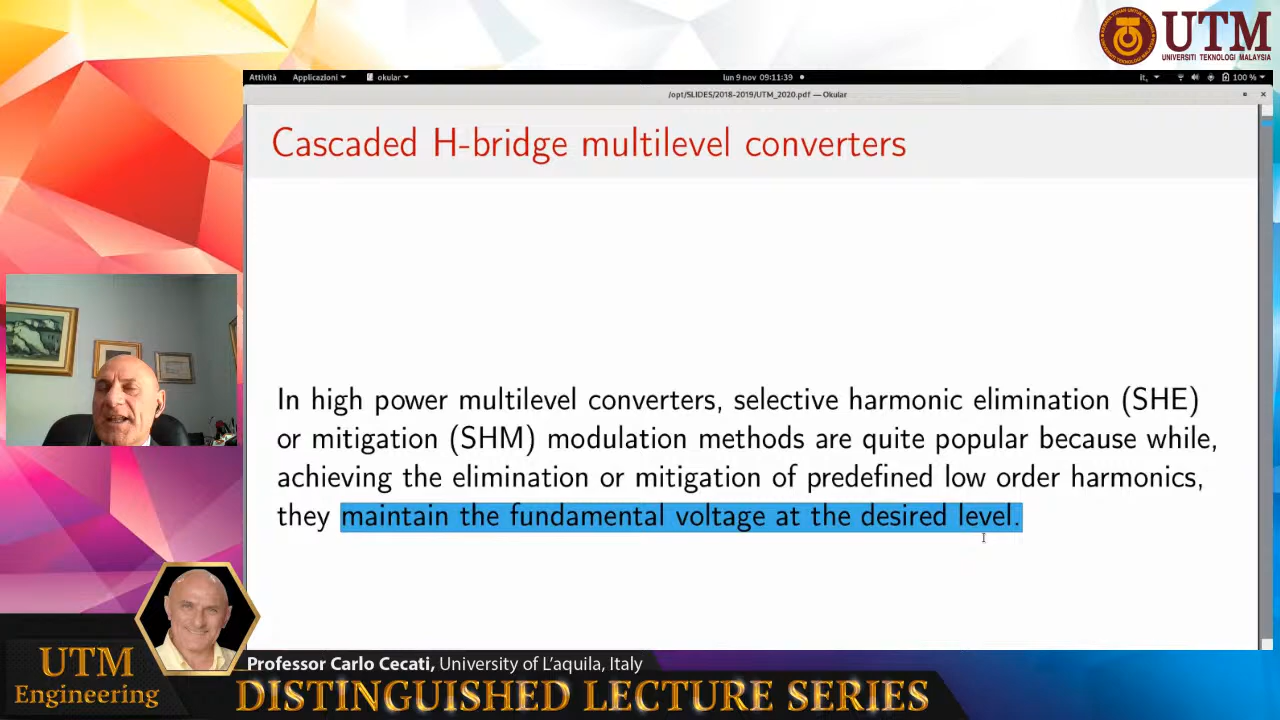 UTM
UNIVERSITI TEKNOLOGI MALAYSIA
Attività Applicazioni okular lun 9 nov 09:11:39 it, 100 %
/opt/SLIDES/2018-2019/UTM_2020.pdf — Okular
Cascaded H-bridge multilevel converters
In high power multilevel converters, selective harmonic elimination (SHE)
or mitigation (SHM) modulation methods are quite popular because while,
achieving the elimination or mitigation of predefined low order harmonics,
they maintain the fundamental voltage at the desired level.
Professor Carlo Cecati, University of L'aquila, Italy
UTM
Engineering
DISTINGUISHED LECTURE SERIES